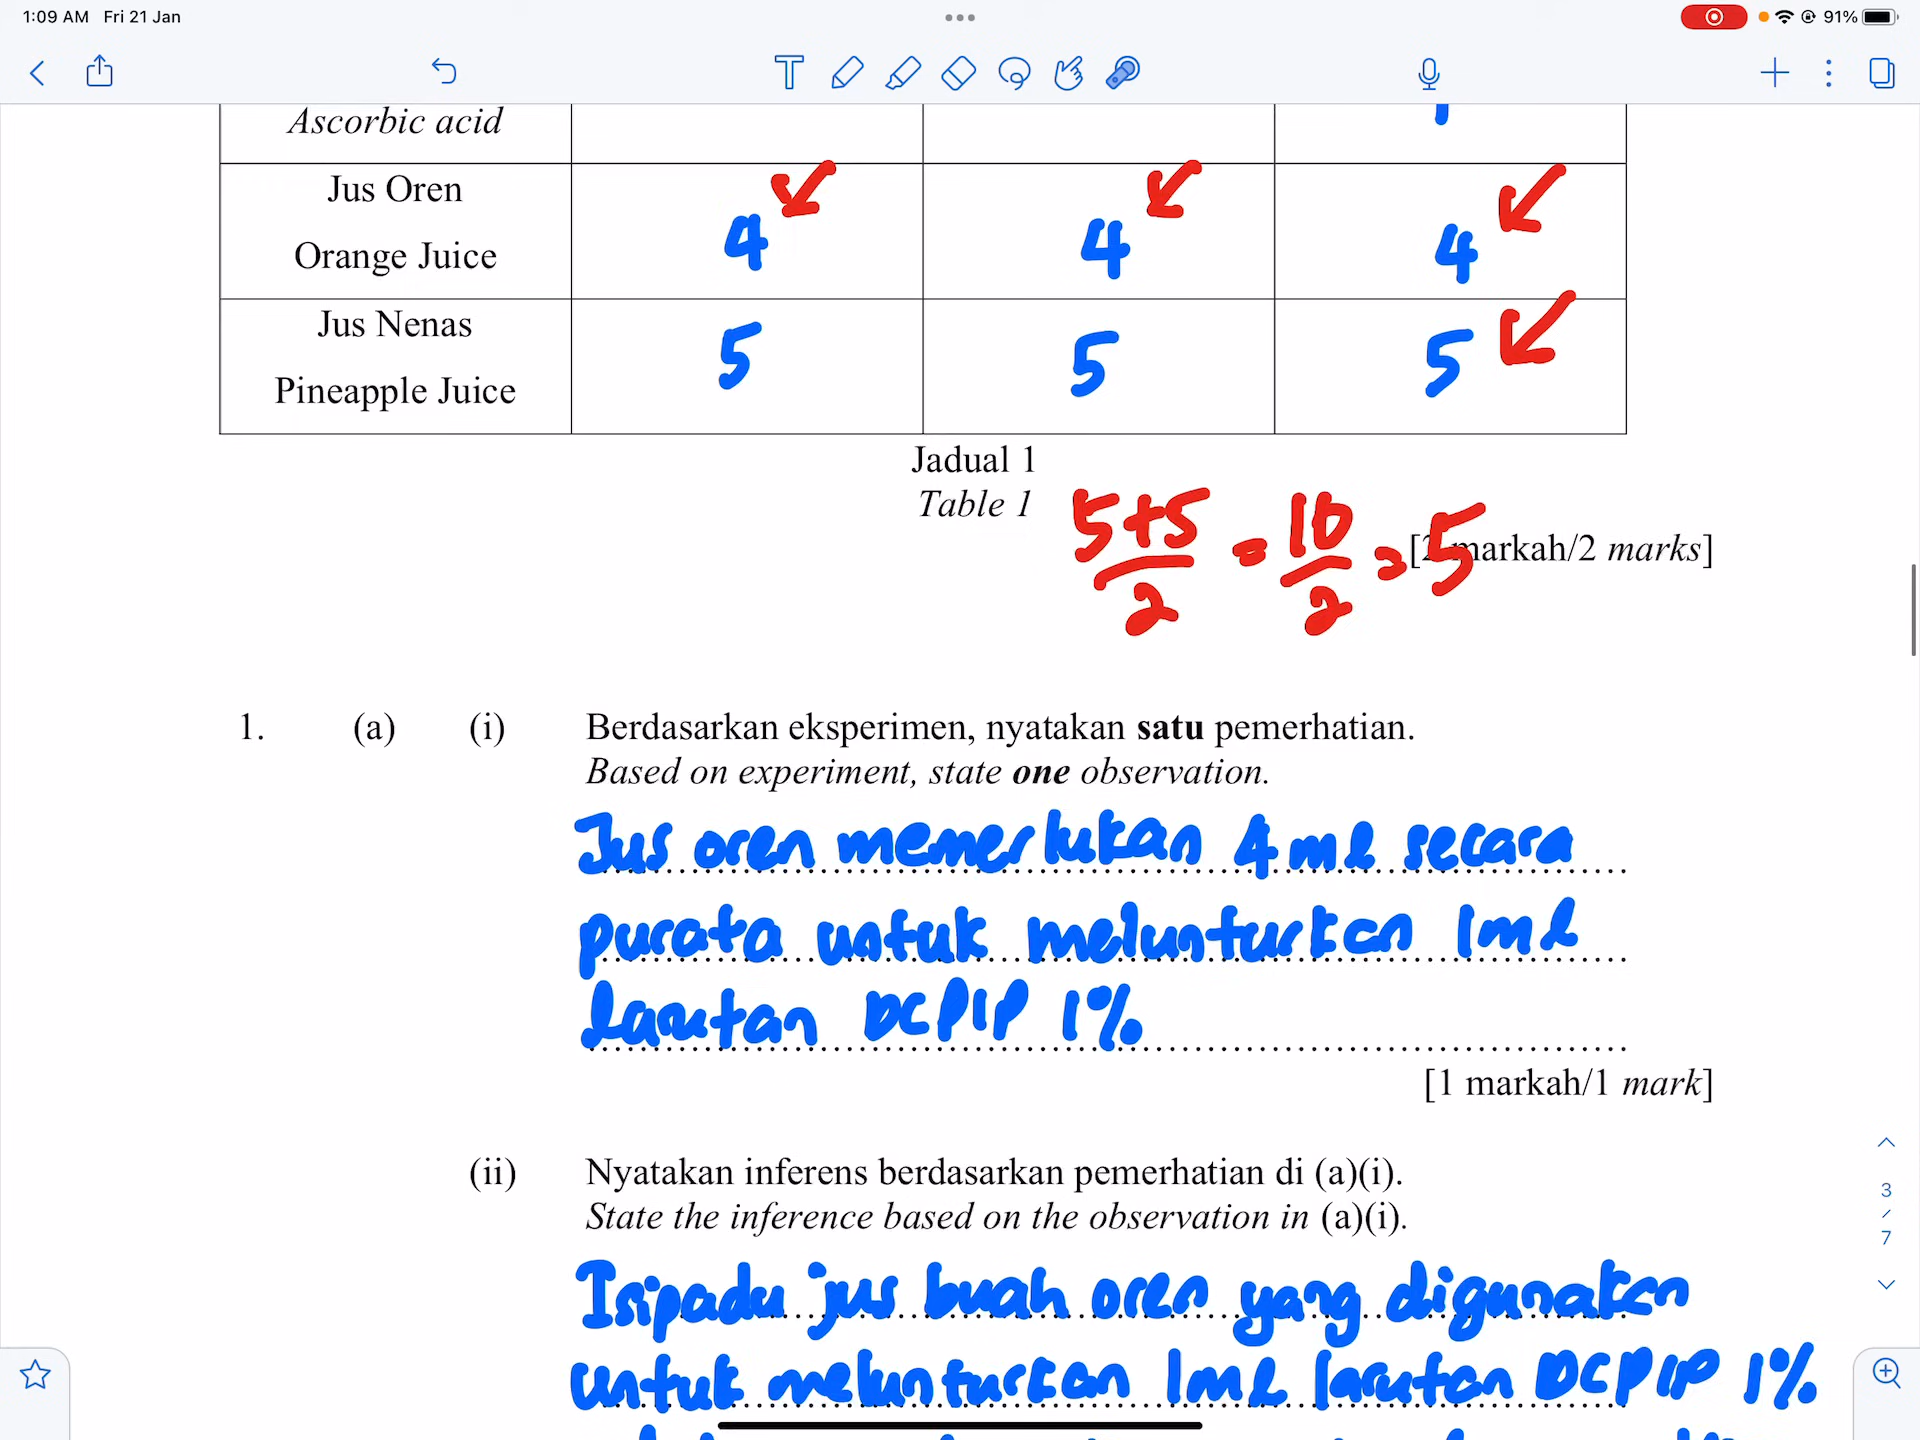 1:09 AM Fri 21 Jan
91%
T
Ascorbic acid
Jus Oren
Orange Juice
4
4
4
Jus Nenas
Pineapple Juice
5
5
5
Jadual 1
Table 1
5+5/2 = 10/2 = 5
[2 markah/2 marks]
1. (a) (i) Berdasarkan eksperimen, nyatakan satu pemerhatian.
Based on experiment, state one observation.
Jus oren memerlukan 4 ml secara
purata untuk melunturkan 1ml
larutan DCPIP 1%
[1 markah/1 mark]
(ii) Nyatakan inferens berdasarkan pemerhatian di (a)(i).
State the inference based on the observation in (a)(i).
Isipadu jus buah oren yang digunakan
untuk melunturkan 1ml larutan DCPIP 1%
3
/
7